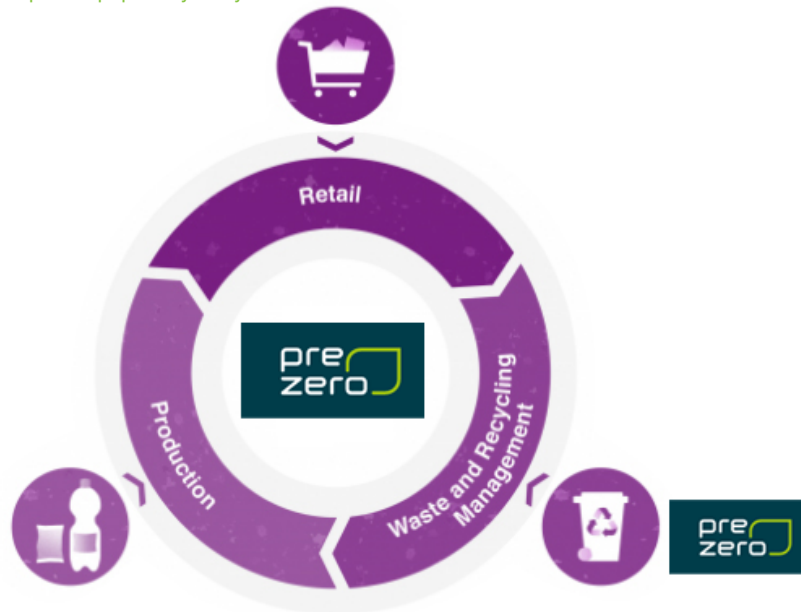 Retail
pre
zero
Production
Waste and Recycling
Management
pre
zero